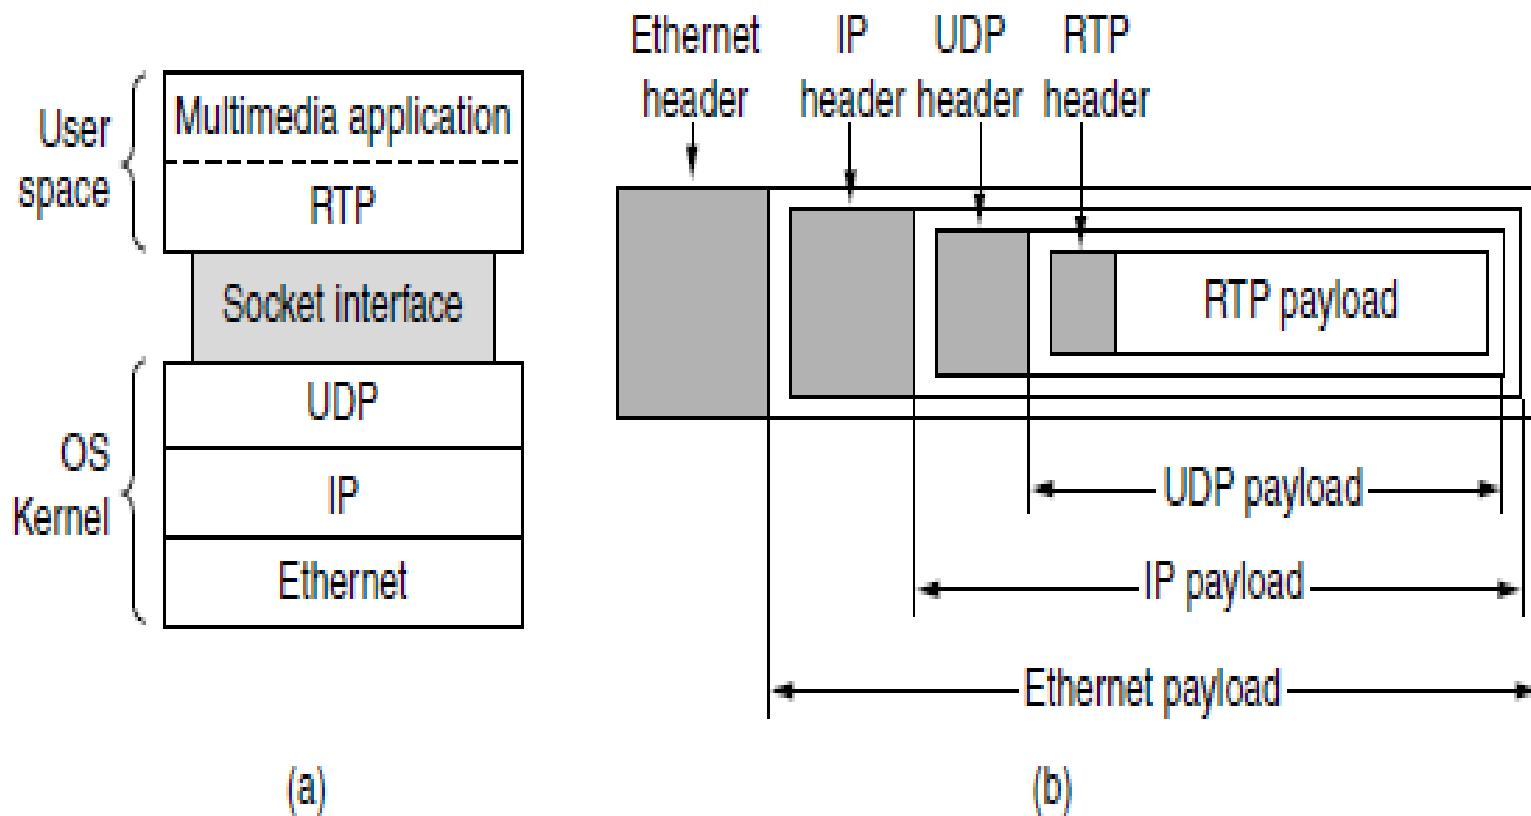 User
space
Multimedia application
RTP
Socket interface
OS
Kernel
UDP
IP
Ethernet
(a)
Ethernet
header
IP
header
UDP
header
RTP
header
RTP payload
UDP payload
IP payload
Ethernet payload
(b)